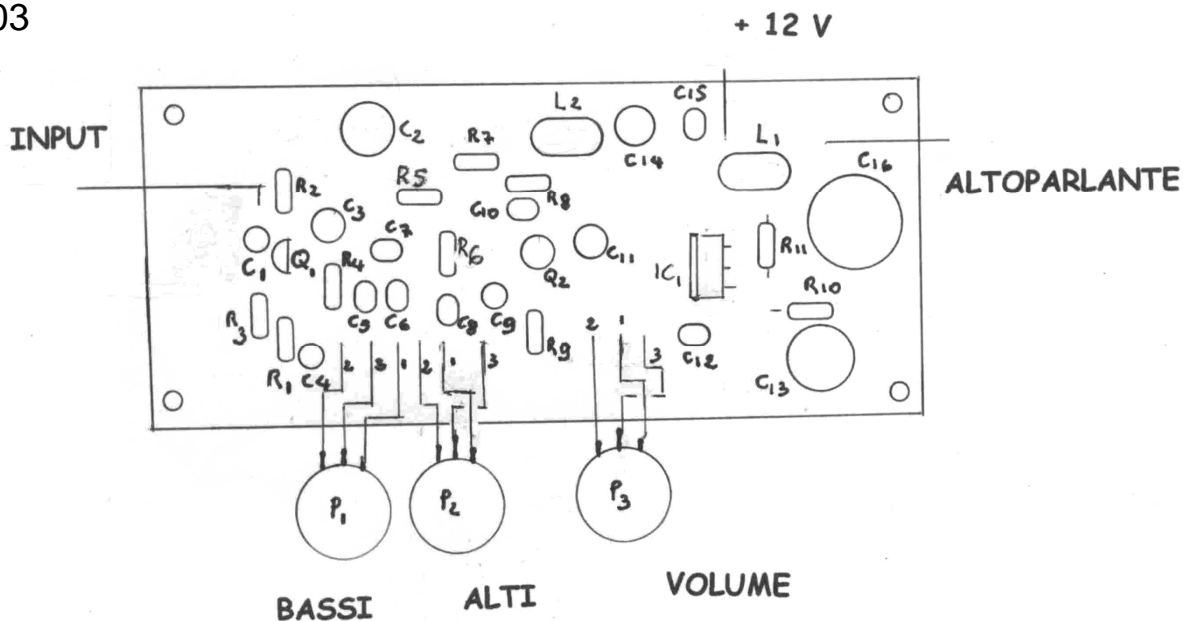 03
+ 12 V
INPUT
ALTOPARLANTE
C2
L2
C14
C15
L1
C16
R7
R5
R8
C10
R2
C3
C7
R6
Q2
C11
IC1
R11
R10
C1
Q1
R4
C5
C6
C8
C9
R9
C12
C13
R3
R1
C4
2
3
1
2
1
3
2
1
3
P1
P2
P3
BASSI
ALTI
VOLUME